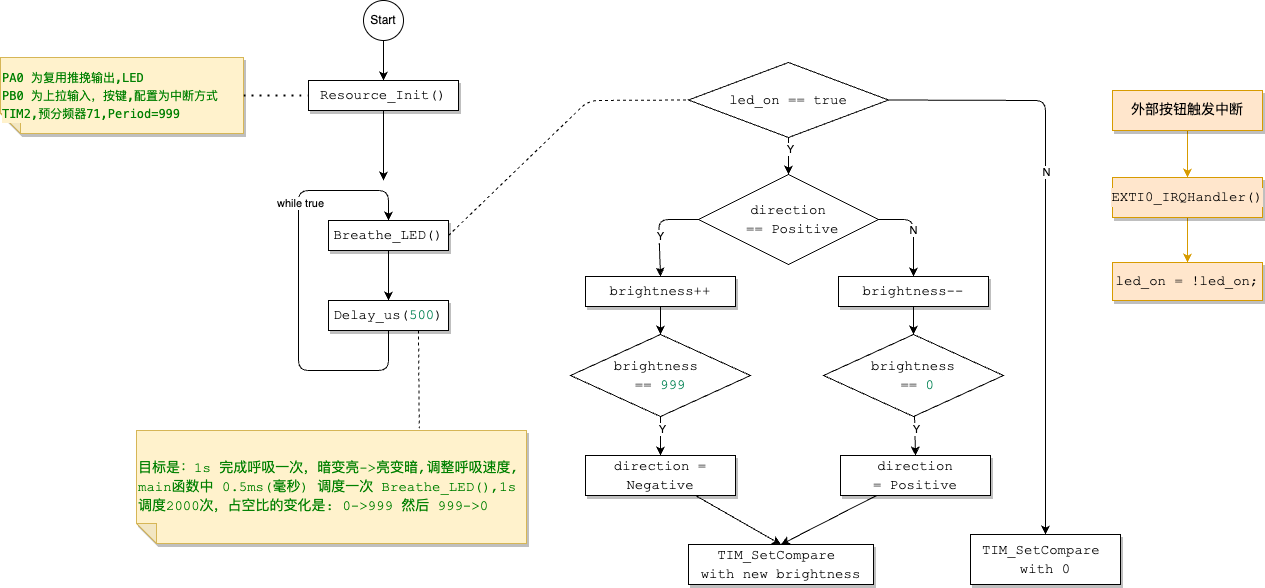 Start
PA0 为复用推挽输出,LED
PB0 为上拉输入, 按键,配置为中断方式
TIM2,预分频器71,Period=999
Resource_Init()
while true
Breathe_LED()
Delay_us(500)
目标是: 1s 完成呼吸一次, 暗变亮->亮变暗,调整呼吸速度,
main函数中 0.5ms(毫秒) 调度一次 Breathe_LED(),1s
调度2000次, 占空比的变化是: 0->999 然后 999->0
led_on == true
Y
N
direction
== Positive
Y
N
brightness++
brightness--
brightness
== 999
brightness
== 0
Y
Y
direction =
Negative
direction
= Positive
TIM_SetCompare
with new brightness
TIM_SetCompare
with 0
外部按钮触发中断
EXTI0_IRQHandler()
led_on = !led_on;